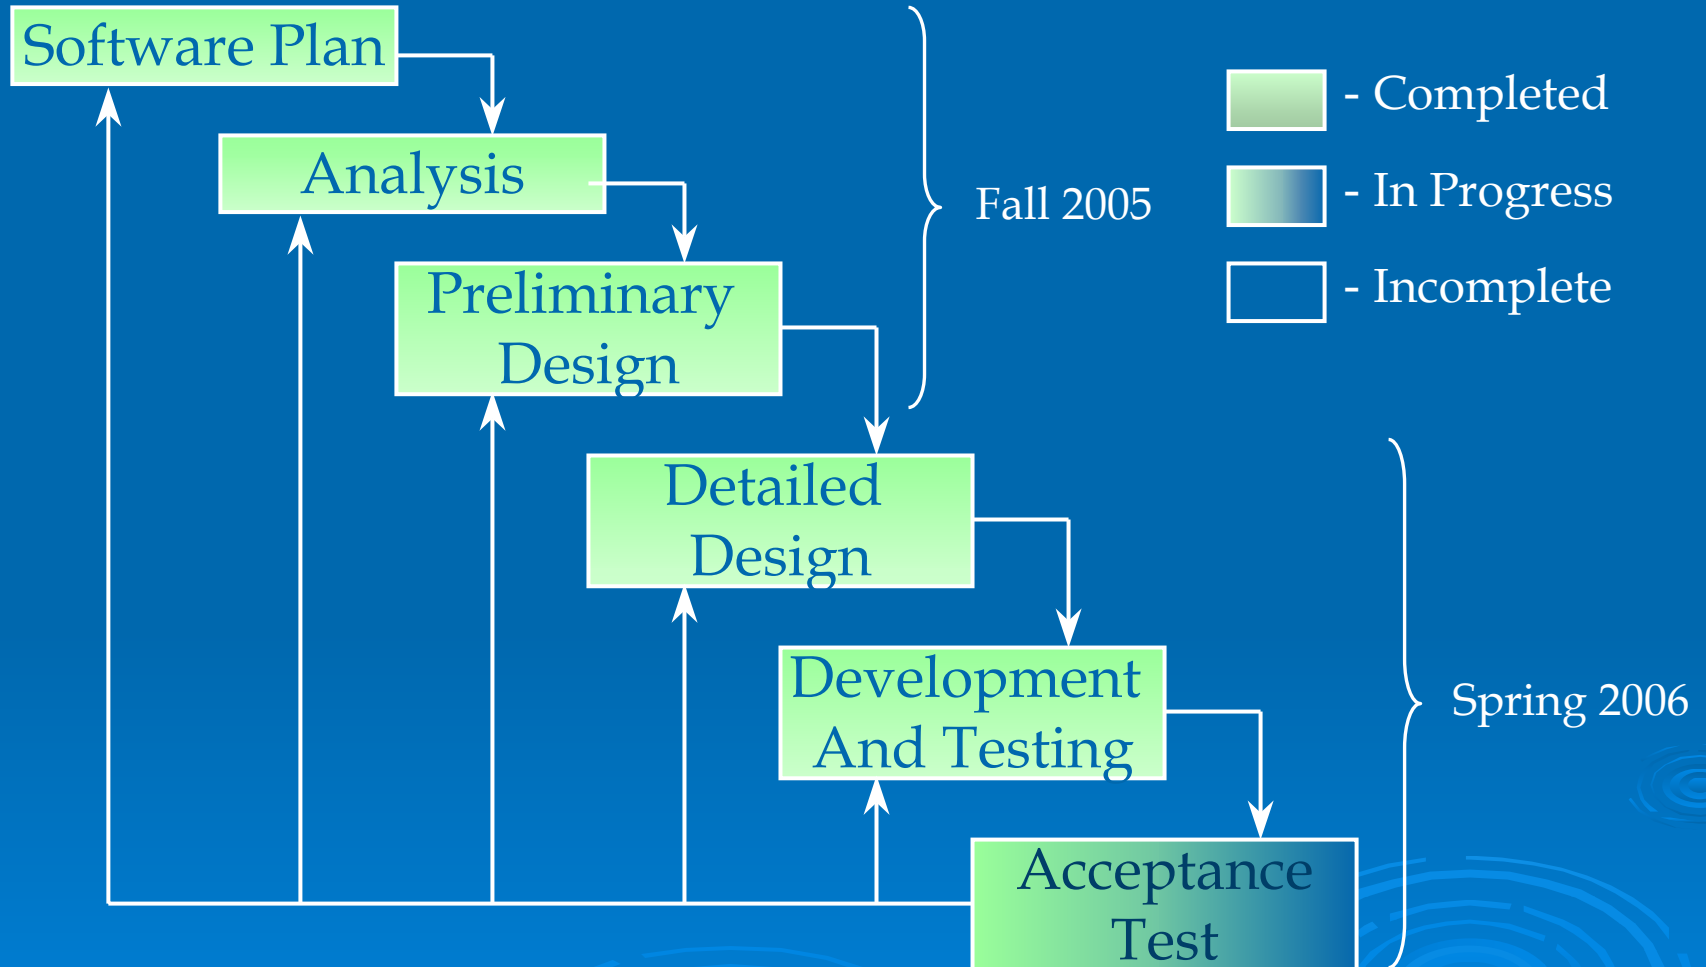 Software Plan
Analysis
Preliminary
Design
Detailed
Design
Development
And Testing
Acceptance
Test
Fall 2005
Spring 2006
- Completed
- In Progress
- Incomplete